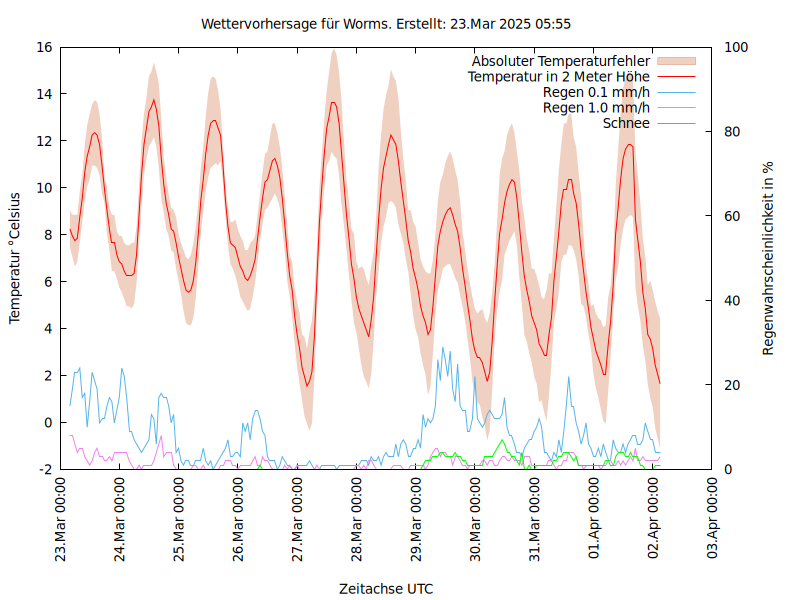 Wettervorhersage für Worms. Erstellt: 23.Mar 2025 05:55
Temperatur °Celsius
16
14
12
10
8
6
4
2
0
-2
Absoluter Temperaturfehler
Temperatur in 2 Meter Höhe
Regen 0.1 mm/h
Regen 1.0 mm/h
Schnee
100
80
60
40
20
0
Regenwahrscheinlichkeit in %
23.Mar 00:00
24.Mar 00:00
25.Mar 00:00
26.Mar 00:00
27.Mar 00:00
28.Mar 00:00
29.Mar 00:00
30.Mar 00:00
31.Mar 00:00
01.Apr 00:00
02.Apr 00:00
03.Apr 00:00
Zeitachse UTC